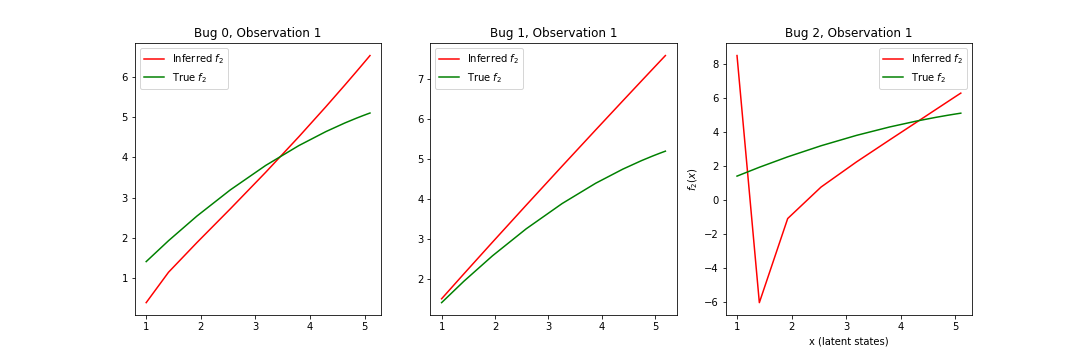 Bug 0, Observation 1
Inferred f₂
True f₂
6
5
4
3
2
1
1 2 3 4 5
Bug 1, Observation 1
Inferred f₂
True f₂
7
6
5
4
3
2
1 2 3 4 5
Bug 2, Observation 1
Inferred f₂
True f₂
f₂(x)
8
6
4
2
0
−2
−4
−6
1 2 3 4 5
x (latent states)